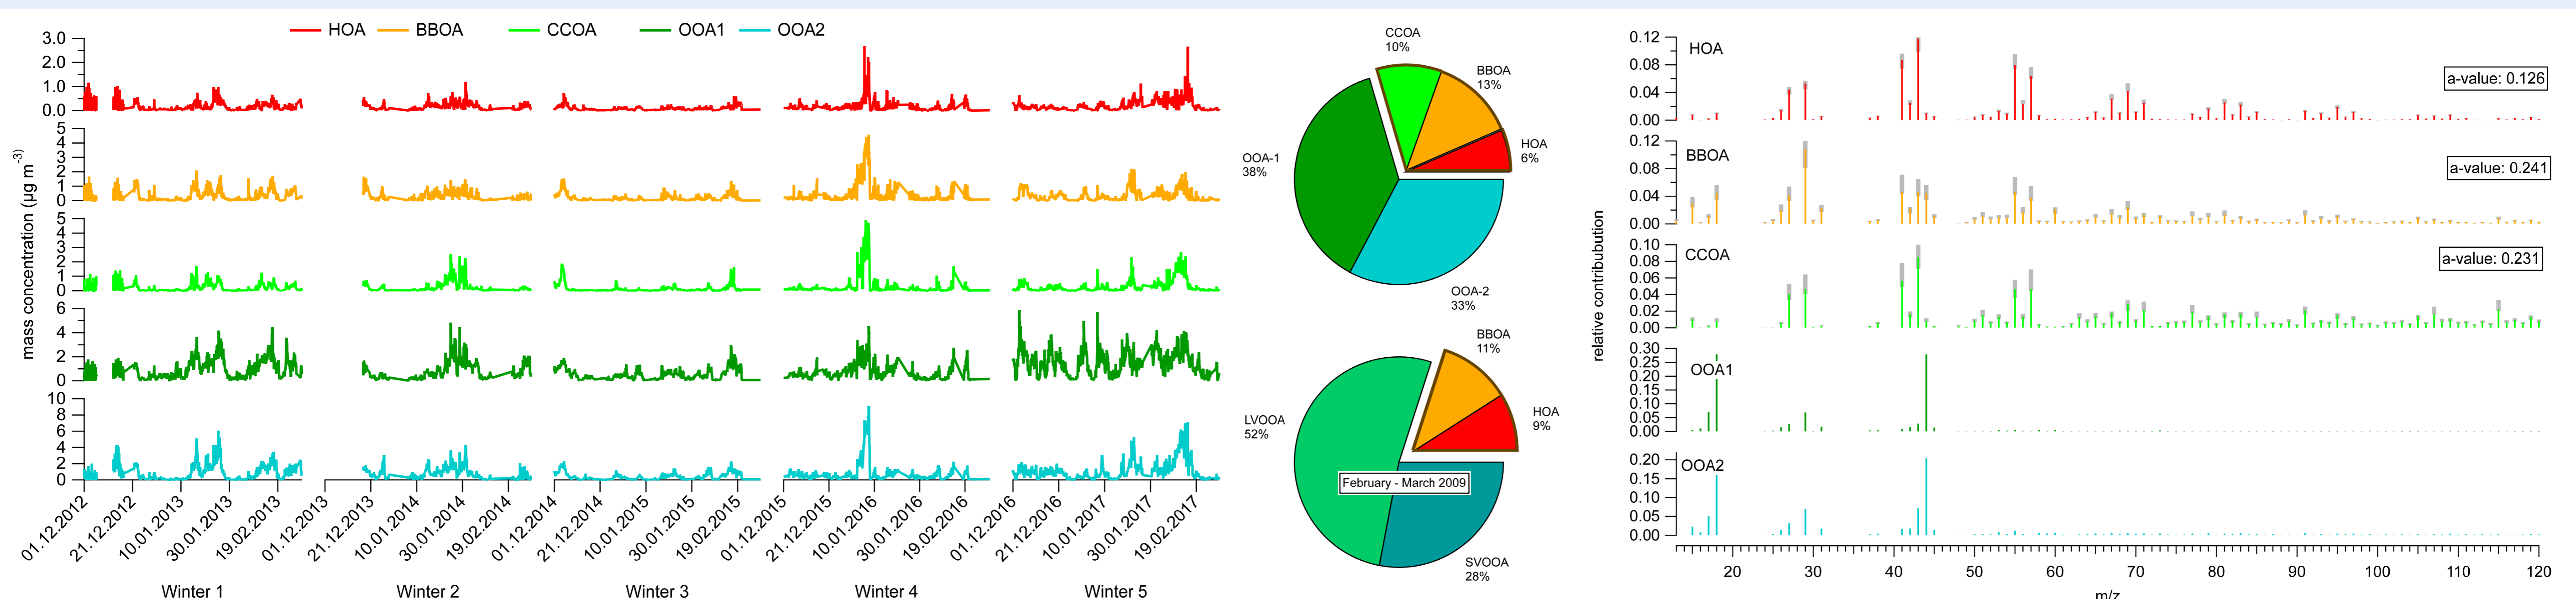 HOA BBOA CCOA OOA1 OOA2
mass concentration (µg m-3)
3.0
2.0
1.0
0.0
5
4
3
2
1
0
5
4
3
2
1
0
6
4
2
0
10
8
6
4
2
0
01.12.2012 21.12.2012 10.01.2013 30.01.2013 19.02.2013
01.12.2013 21.12.2013 10.01.2014 30.01.2014 19.02.2014
01.12.2014 21.12.2014 10.01.2015 30.01.2015 19.02.2015
01.12.2015 21.12.2015 10.01.2016 30.01.2016 19.02.2016
01.12.2016 21.12.2016 10.01.2017 30.01.2017 19.02.2017
Winter 1 Winter 2 Winter 3 Winter 4 Winter 5
CCOA
10%
BBOA
13%
HOA
6%
OOA-1
38%
OOA-2
33%
BBOA
11%
HOA
9%
LVOOA
52%
February - March 2009
SVOOA
28%
relative contribution
0.12
0.08
0.04
0.00
HOA
a-value: 0.126
0.12
0.08
0.04
0.00
BBOA
a-value: 0.241
0.10
0.08
0.06
0.04
0.02
0.00
CCOA
a-value: 0.231
0.30
0.25
0.20
0.15
0.10
0.05
0.00
OOA1
0.20
0.15
0.10
0.05
0.00
OOA2
20 30 40 50 60 70 80 90 100 110 120
m/z